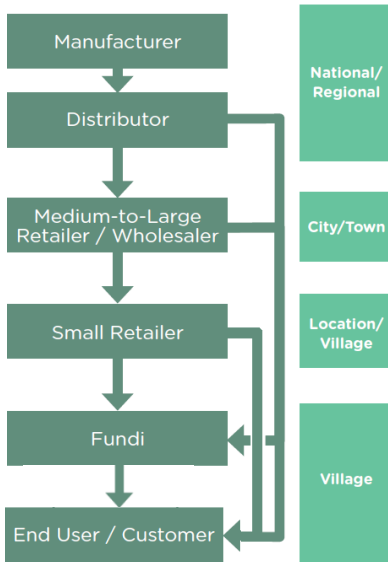 Manufacturer
National/
Regional
Distributor
Medium-to-Large
Retailer / Wholesaler
City/Town
Small Retailer
Location/
Village
Fundi
Village
End User / Customer